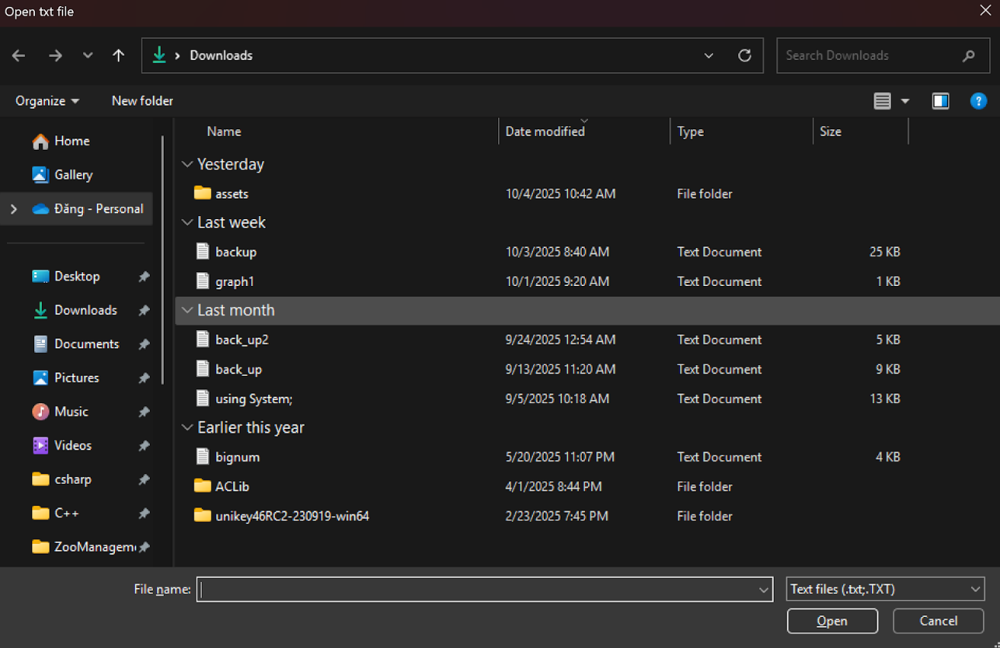 Open txt file
Downloads
Search Downloads
Organize
New folder
Name Date modified Type Size
Home
Gallery
Đăng - Personal
Desktop
Downloads
Documents
Pictures
Music
Videos
csharp
C++
ZooManagem
Yesterday
assets 10/4/2025 10:42 AM File folder
Last week
backup 10/3/2025 8:40 AM Text Document 25 KB
graph1 10/1/2025 9:20 AM Text Document 1 KB
Last month
back_up2 9/24/2025 12:54 AM Text Document 5 KB
back_up 9/13/2025 11:20 AM Text Document 9 KB
using System; 9/5/2025 10:18 AM Text Document 13 KB
Earlier this year
bignum 5/20/2025 11:07 PM Text Document 4 KB
ACLib 4/1/2025 8:44 PM File folder
unikey46RC2-230919-win64 2/23/2025 7:45 PM File folder
File name:
Text files (.txt;.TXT)
Open
Cancel